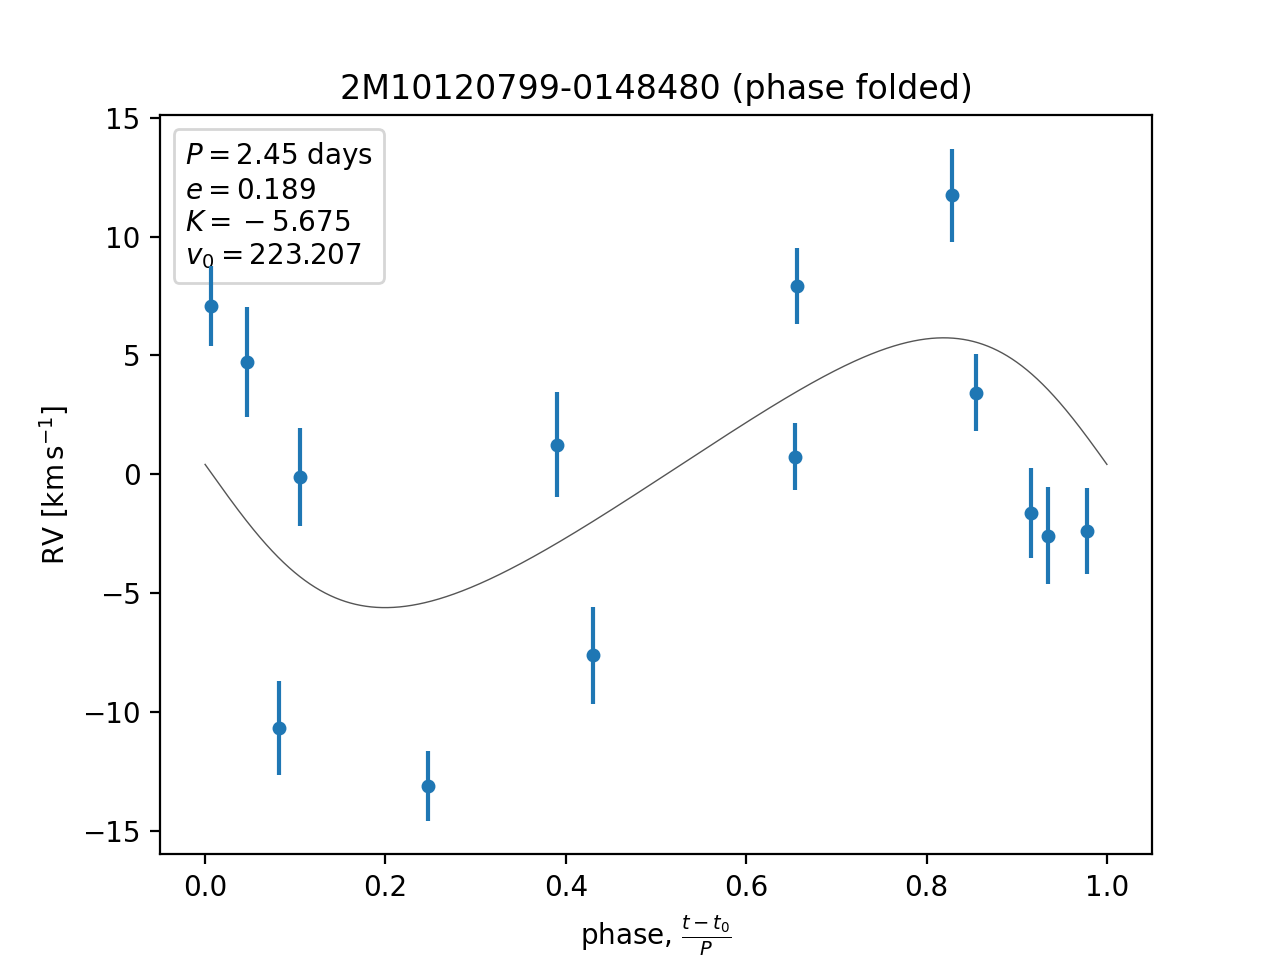 2M10120799-0148480 (phase folded)
P = 2.45 days
e = 0.189
K = −5.675
v₀ = 223.207
15
10
5
0
−5
−10
−15
RV [km s⁻¹]
0.0 0.2 0.4 0.6 0.8 1.0
phase, (t − t₀)/P